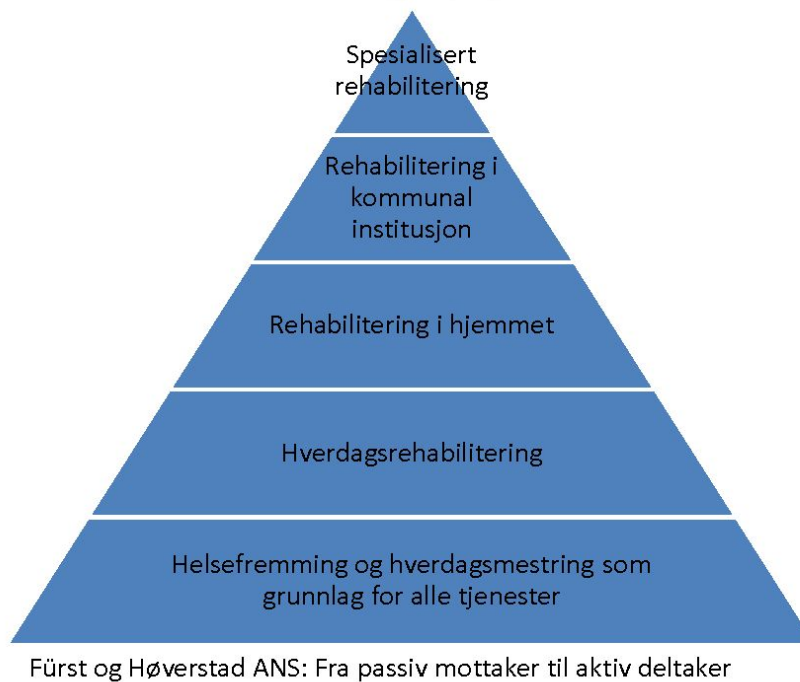 Spesialisert
rehabilitering
Rehabilitering i
kommunal
institusjon
Rehabilitering i hjemmet
Hverdagsrehabilitering
Helsefremming og hverdagsmestring som
grunnlag for alle tjenester
Fürst og Høverstad ANS: Fra passiv mottaker til aktiv deltaker